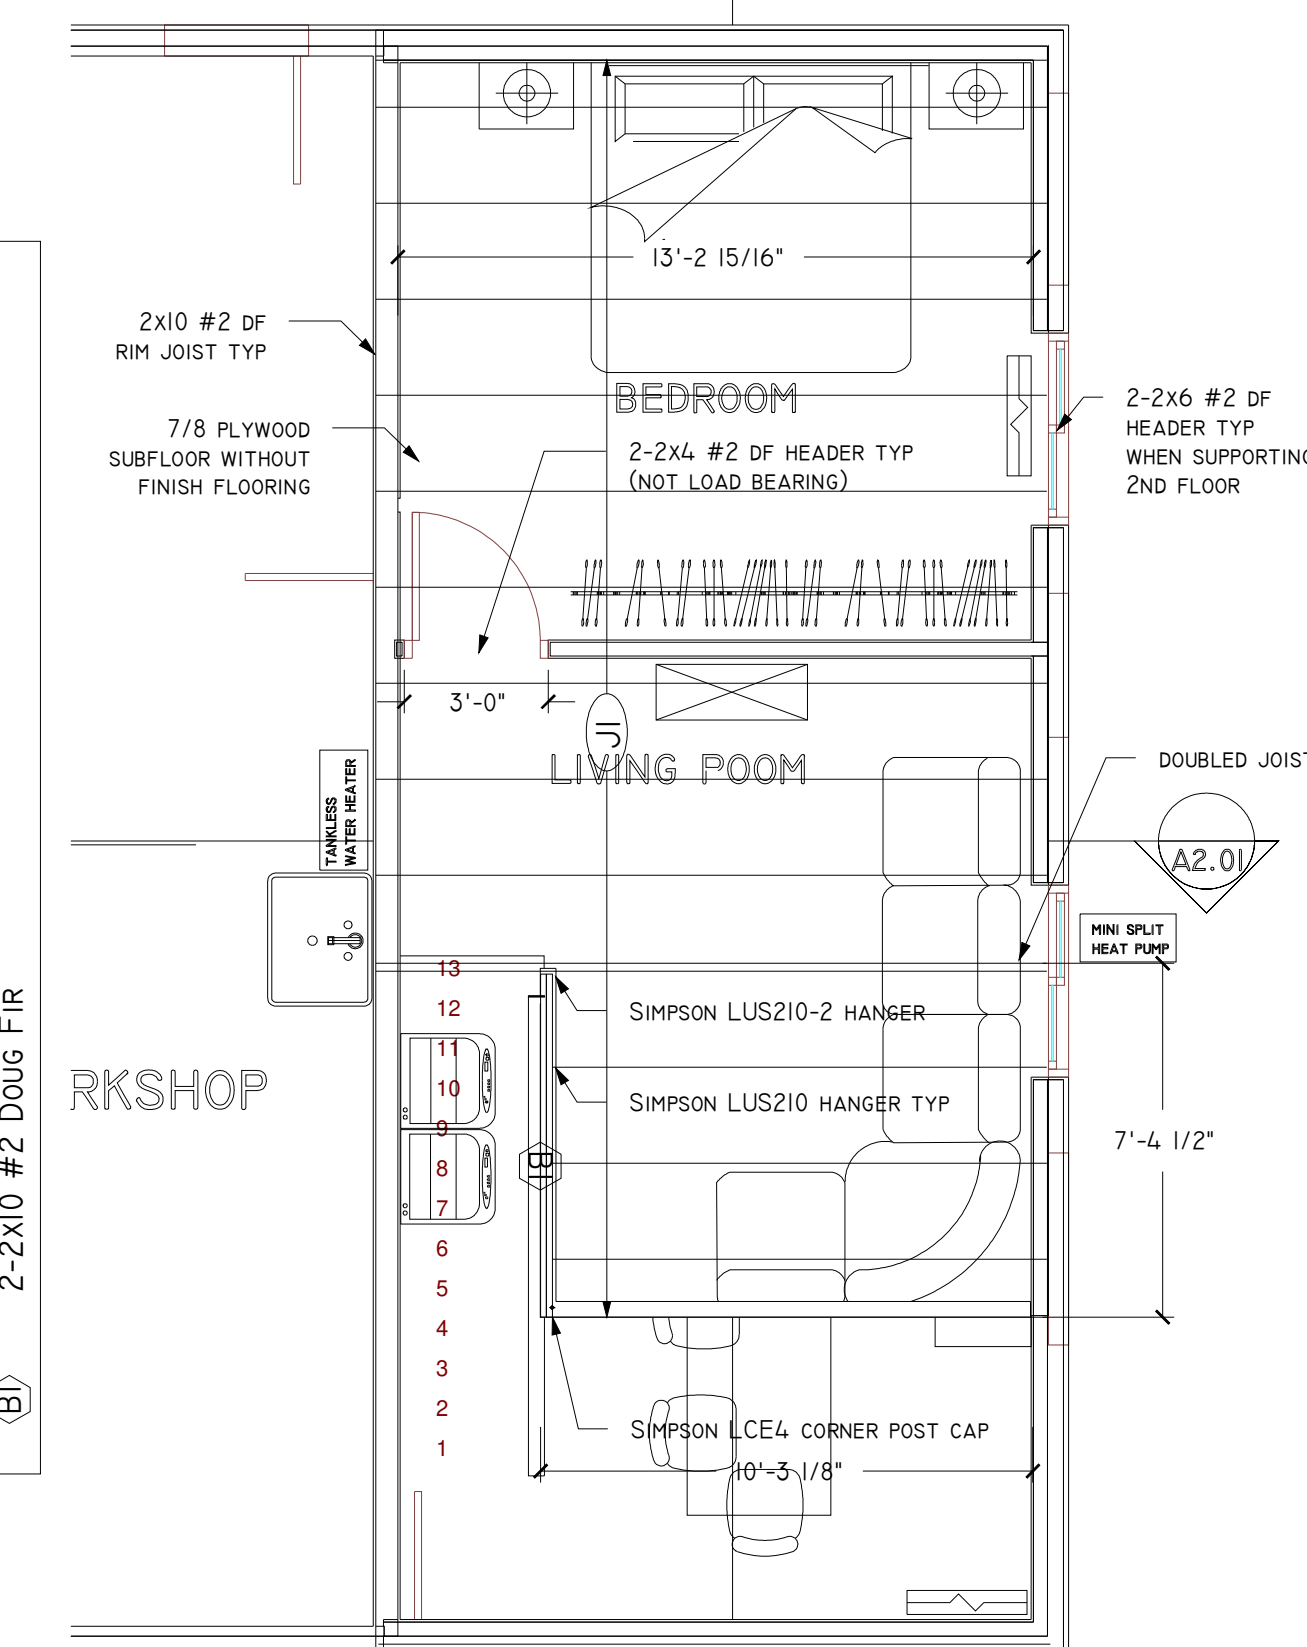 13'-2 15/16"
2x10 #2 DF
RIM JOIST TYP
7/8 PLYWOOD
SUBFLOOR WITHOUT
FINISH FLOORING
BEDROOM
2-2x4 #2 DF HEADER TYP
(NOT LOAD BEARING)
2-2x6 #2 DF
HEADER TYP
WHEN SUPPORTING
2ND FLOOR
3'-0"
J1
LIVING POOM
TANKLESS
WATER HEATER
DOUBLED JOIST
A2.01
MINI SPLIT
HEAT PUMP
13
12
11
10
9
8
7
6
5
4
3
2
1
SIMPSON LUS210-2 HANGER
SIMPSON LUS210 HANGER TYP
RKSHOP
B1
7'-4 1/2"
2-2x10 #2 DOUG FIR
B1
SIMPSON LCE4 CORNER POST CAP
10'-3 1/8"